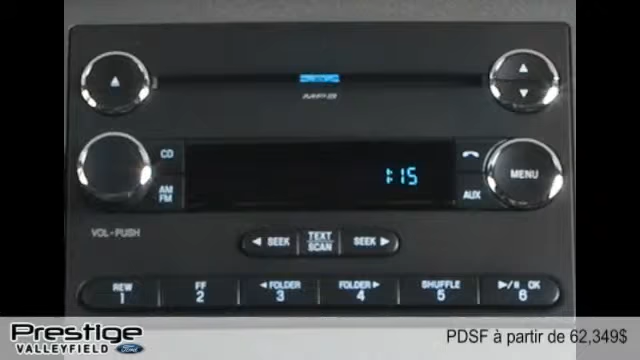 MP3
CD
1:15
AM
FM
AUX
MENU
VOL-PUSH
SEEK
TEXT
SCAN
SEEK
REW
1
FF
2
FOLDER
3
FOLDER
4
SHUFFLE
5
OK
6
Prestige
VALLEYFIELD
Ford
PDSF à partir de 62,349$